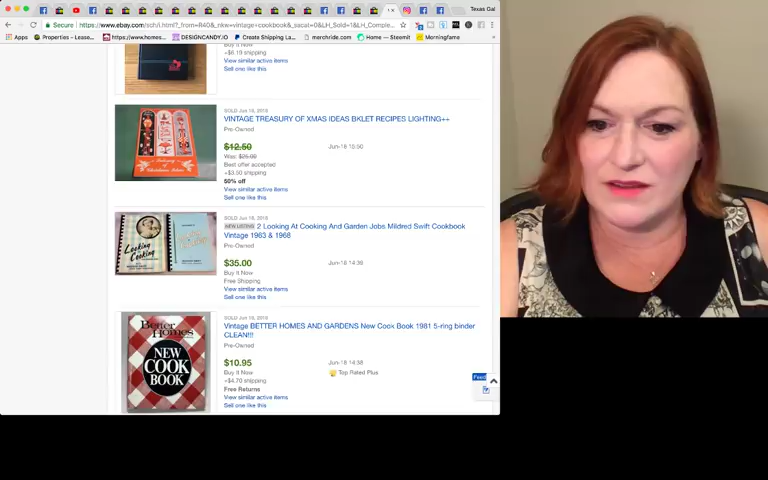 Texas Gal
Secure https://www.ebay.com/sch/i.html?_from=R40&_nkw=vintage+cookbook&_sacat=0&LH_Sold=1&LH_Comple...
Apps Properties - Lease https://www.homes... DESIGNCANDY.IO Create Shipping La... merchride.com Home — Steemit Morningfame
Buy It Now
+$6.19 shipping
View similar active items
Sell one like this
SOLD Jun 18, 2018
VINTAGE TREASURY OF XMAS IDEAS BKLET RECIPES LIGHTING++
Pre-Owned
$12.50 Jun-18 15:50
Was: $25.00
Best offer accepted
+$3.50 shipping
50% off
View similar active items
Sell one like this
SOLD Jun 18, 2018
NEW LISTING 2 Looking At Cooking And Garden Jobs Mildred Swift Cookbook
Vintage 1963 & 1968
Pre-Owned
$35.00 Jun-18 14:38
Buy It Now
Free Shipping
View similar active items
Sell one like this
Looking
Cooking
SOLD Jun 18, 2018
Vintage BETTER HOMES AND GARDENS New Cook Book 1981 5-ring binder
CLEAN!!!
Pre-Owned
$10.95 Jun-18 14:38
Buy It Now Top Rated Plus
+$4.70 shipping
Free Returns
View similar active items
Sell one like this
Better Homes
NEW
COOK
BOOK